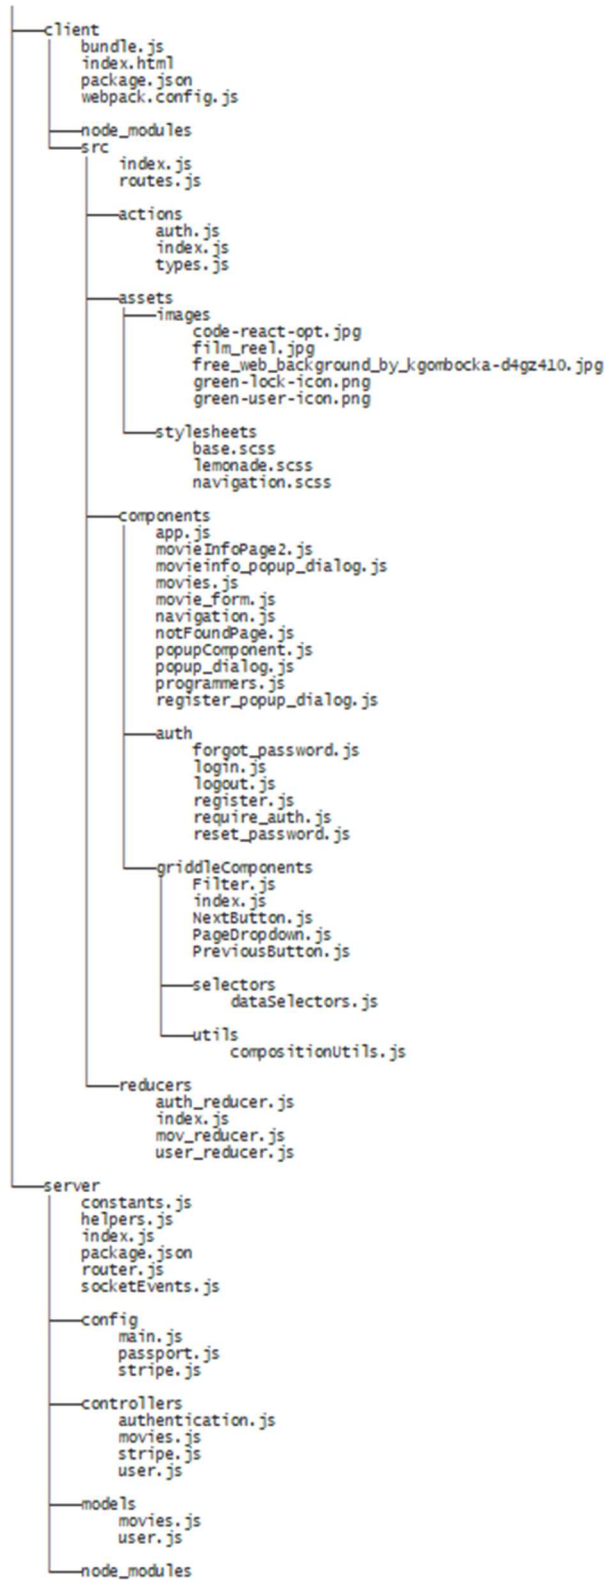 client
bundle.js
index.html
package.json
webpack.config.js
node_modules
src
index.js
routes.js
actions
auth.js
index.js
types.js
assets
images
code-react-opt.jpg
film_reel.jpg
free_web_background_by_kgombocka-d4gz410.jpg
green-lock-icon.png
green-user-icon.png
stylesheets
base.scss
lemonade.scss
navigation.scss
components
app.js
movieInfoPage2.js
movieinfo_popup_dialog.js
movies.js
movie_form.js
navigation.js
notFoundPage.js
popupComponent.js
popup_dialog.js
programmers.js
register_popup_dialog.js
auth
forgot_password.js
login.js
logout.js
register.js
require_auth.js
reset_password.js
griddleComponents
Filter.js
index.js
NextButton.js
PageDropdown.js
PreviousButton.js
selectors
dataSelectors.js
utils
compositionUtils.js
reducers
auth_reducer.js
index.js
mov_reducer.js
user_reducer.js
server
constants.js
helpers.js
index.js
package.json
router.js
socketEvents.js
config
main.js
passport.js
stripe.js
controllers
authentication.js
movies.js
stripe.js
user.js
models
movies.js
user.js
node_modules